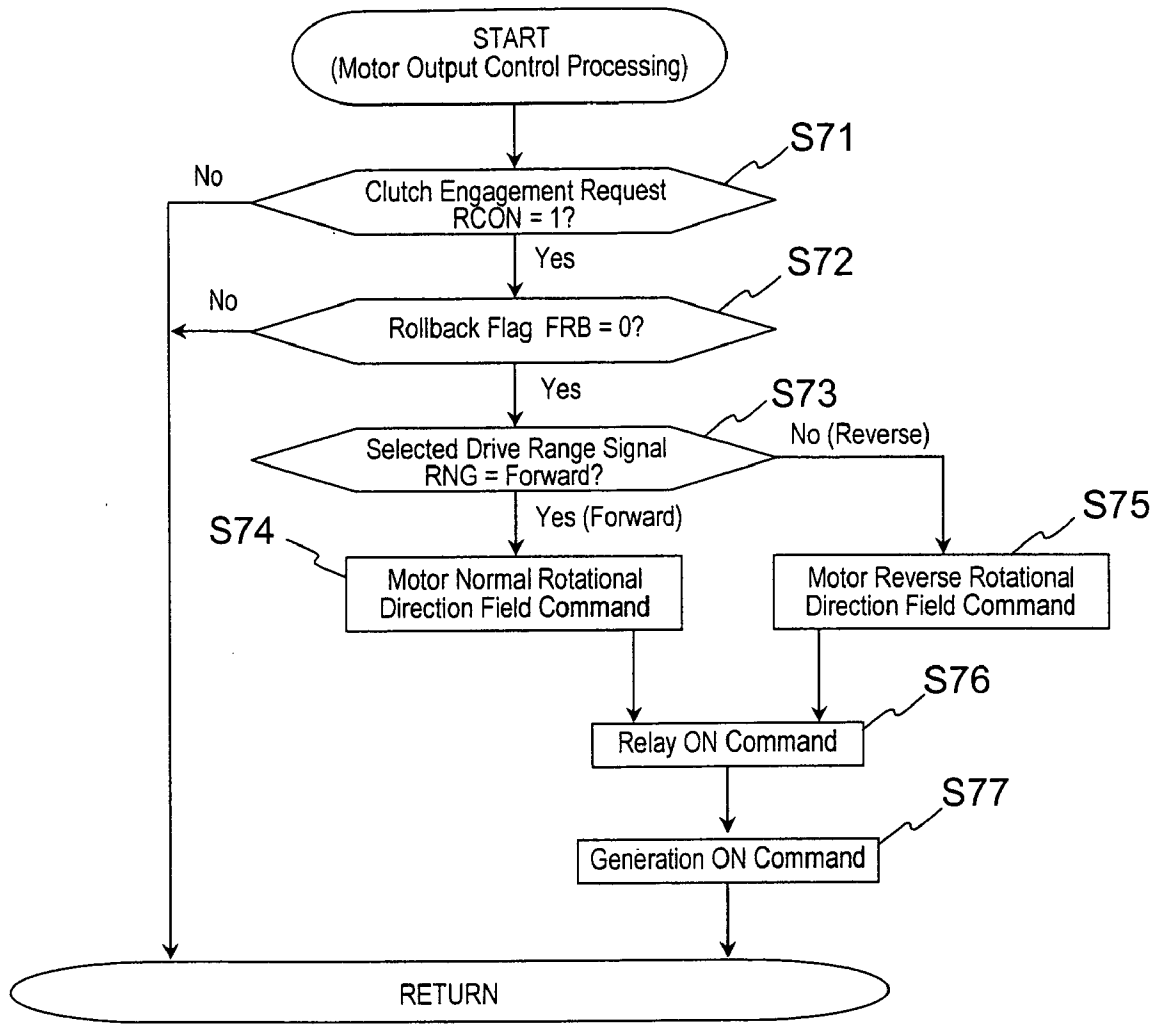 START
(Motor Output Control Processing)
S71
No
Clutch Engagement Request
RCON = 1?
Yes
S72
No
Rollback Flag FRB = 0?
Yes
S73
Selected Drive Range Signal
RNG = Forward?
No (Reverse)
Yes (Forward)
S74
S75
Motor Normal Rotational
Direction Field Command
Motor Reverse Rotational
Direction Field Command
S76
Relay ON Command
S77
Generation ON Command
RETURN